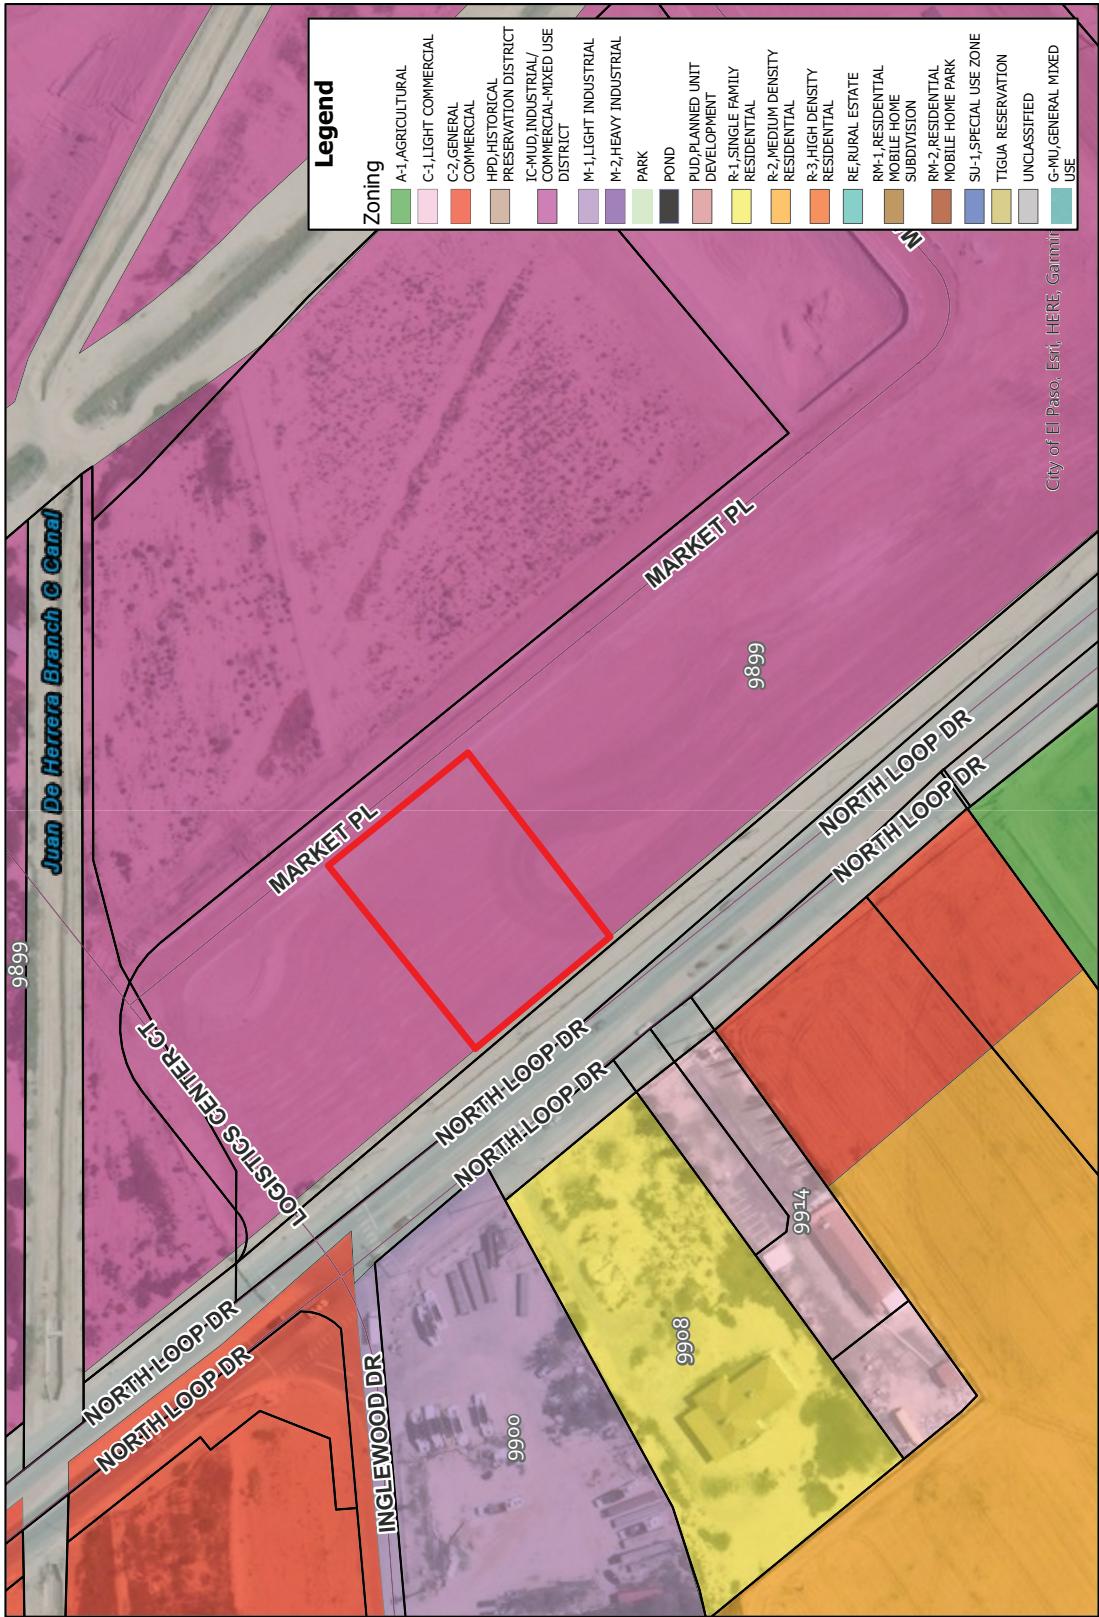 Legend
Zoning
A-1,AGRICULTURAL
C-1,LIGHT COMMERCIAL
C-2,GENERAL
COMMERCIAL
HPD,HISTORICAL
PRESERVATION DISTRICT
IC-MUD,INDUSTRIAL/
COMMERCIAL-MIXED USE
DISTRICT
M-1,LIGHT INDUSTRIAL
M-2,HEAVY INDUSTRIAL
PARK
POND
PUD,PLANNED UNIT
DEVELOPMENT
R-1,SINGLE FAMILY
RESIDENTIAL
R-2,MEDIUM DENSITY
RESIDENTIAL
R-3,HIGH DENSITY
RESIDENTIAL
RE,RURAL ESTATE
RM-1,RESIDENTIAL
MOBILE HOME
SUBDIVISION
RM-2,RESIDENTIAL
MOBILE HOME PARK
SU-1,SPECIAL USE ZONE
TIGUA RESERVATION
UNCLASSIFIED
G-MU,GENERAL MIXED
USE
9899
Juan De Herrera Branch C Canal
LOGISTICS CENTER CT
MARKET PL
MARKET PL
M
9899
NORTH LOOP DR
NORTH LOOP DR
NORTH LOOP DR
NORTH LOOP DR
NORTH LOOP DR
NORTH LOOP DR
INGLEWOOD DR
9900
9908
9914
City of El Paso, Esri, HERE, Garmin